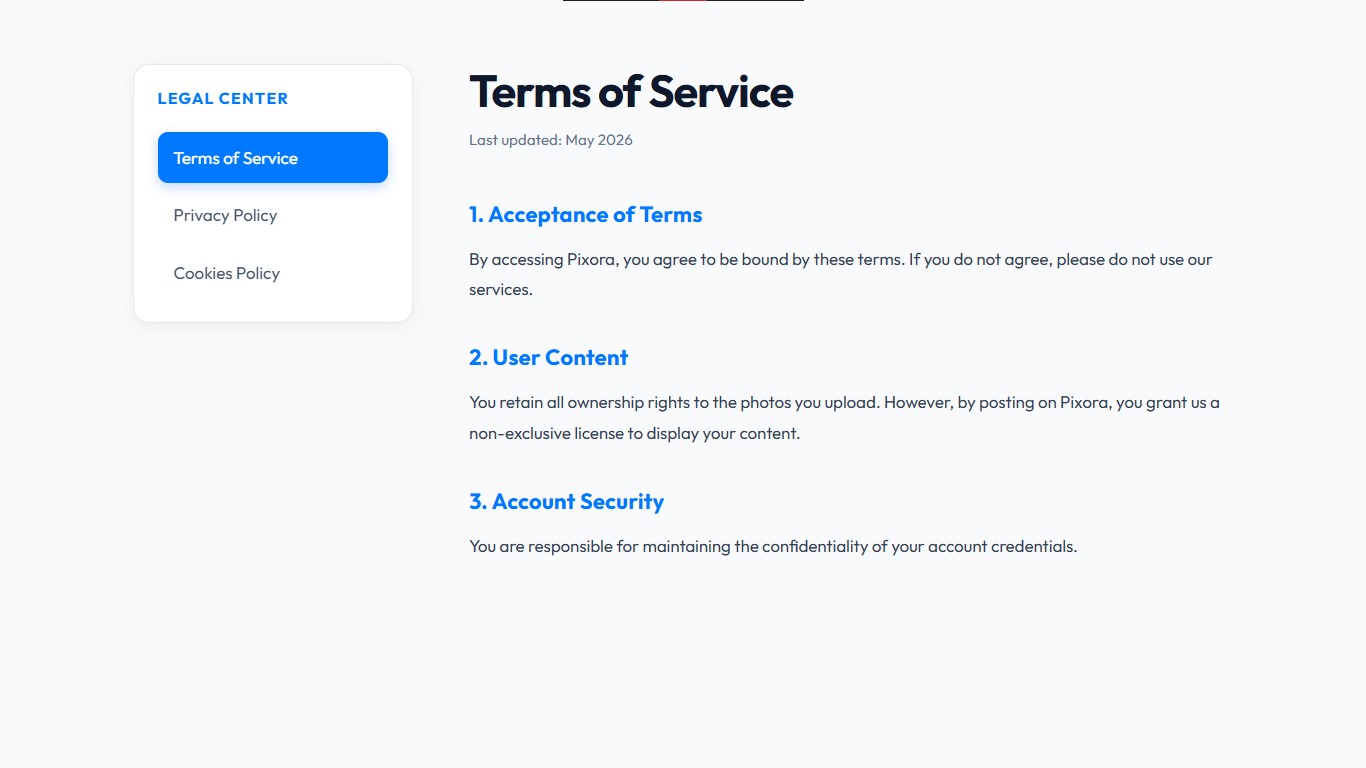 LEGAL CENTER
Terms of Service
Privacy Policy
Cookies Policy
Terms of Service
Last updated: May 2026
1. Acceptance of Terms
By accessing Pixora, you agree to be bound by these terms. If you do not agree, please do not use our
services.
2. User Content
You retain all ownership rights to the photos you upload. However, by posting on Pixora, you grant us a
non-exclusive license to display your content.
3. Account Security
You are responsible for maintaining the confidentiality of your account credentials.